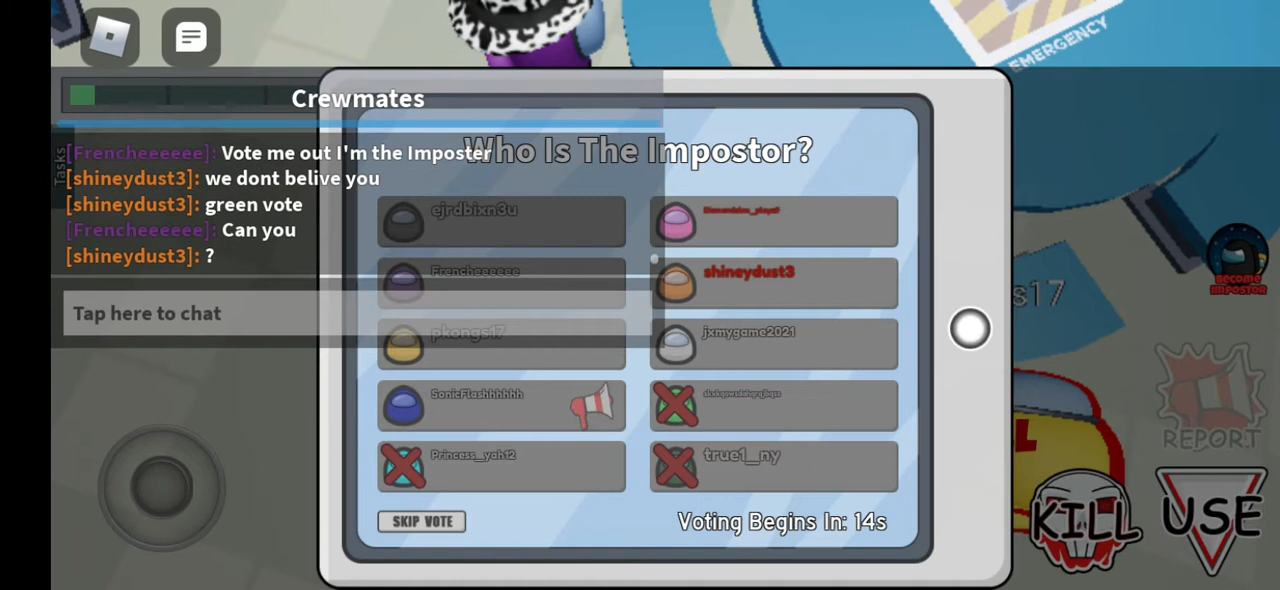 EMERGENCY
Crewmates
Who Is The Impostor?
Tasks
[Frencheeeeee]: Vote me out I'm the Imposter
[shineydust3]: we dont belive you
[shineydust3]: green vote
[Frencheeeeee]: Can you
[shineydust3]: ?
Tap here to chat
ejrdbixn3u
Frencheeeeee
shineydust3
pkongs17
jxmygame2021
SonicFlashhhhhh
Princess_yah12
true1_ny
SKIP VOTE
Voting Begins In: 14s
s17
BECOME
IMPOSTOR
REPORT
KILL
USE
L